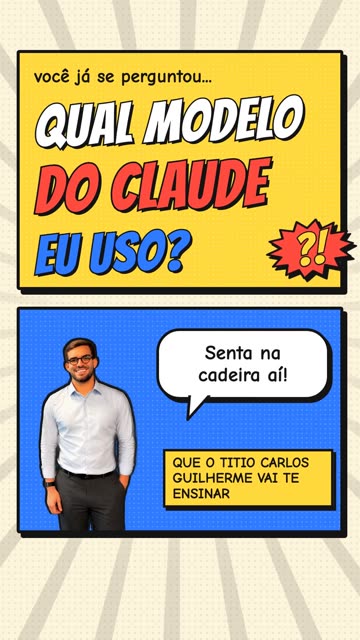 você já se perguntou...
QUAL MODELO
DO CLAUDE
EU USO?
?!
Senta na
cadeira aí!
QUE O TITIO CARLOS
GUILHERME VAI TE
ENSINAR